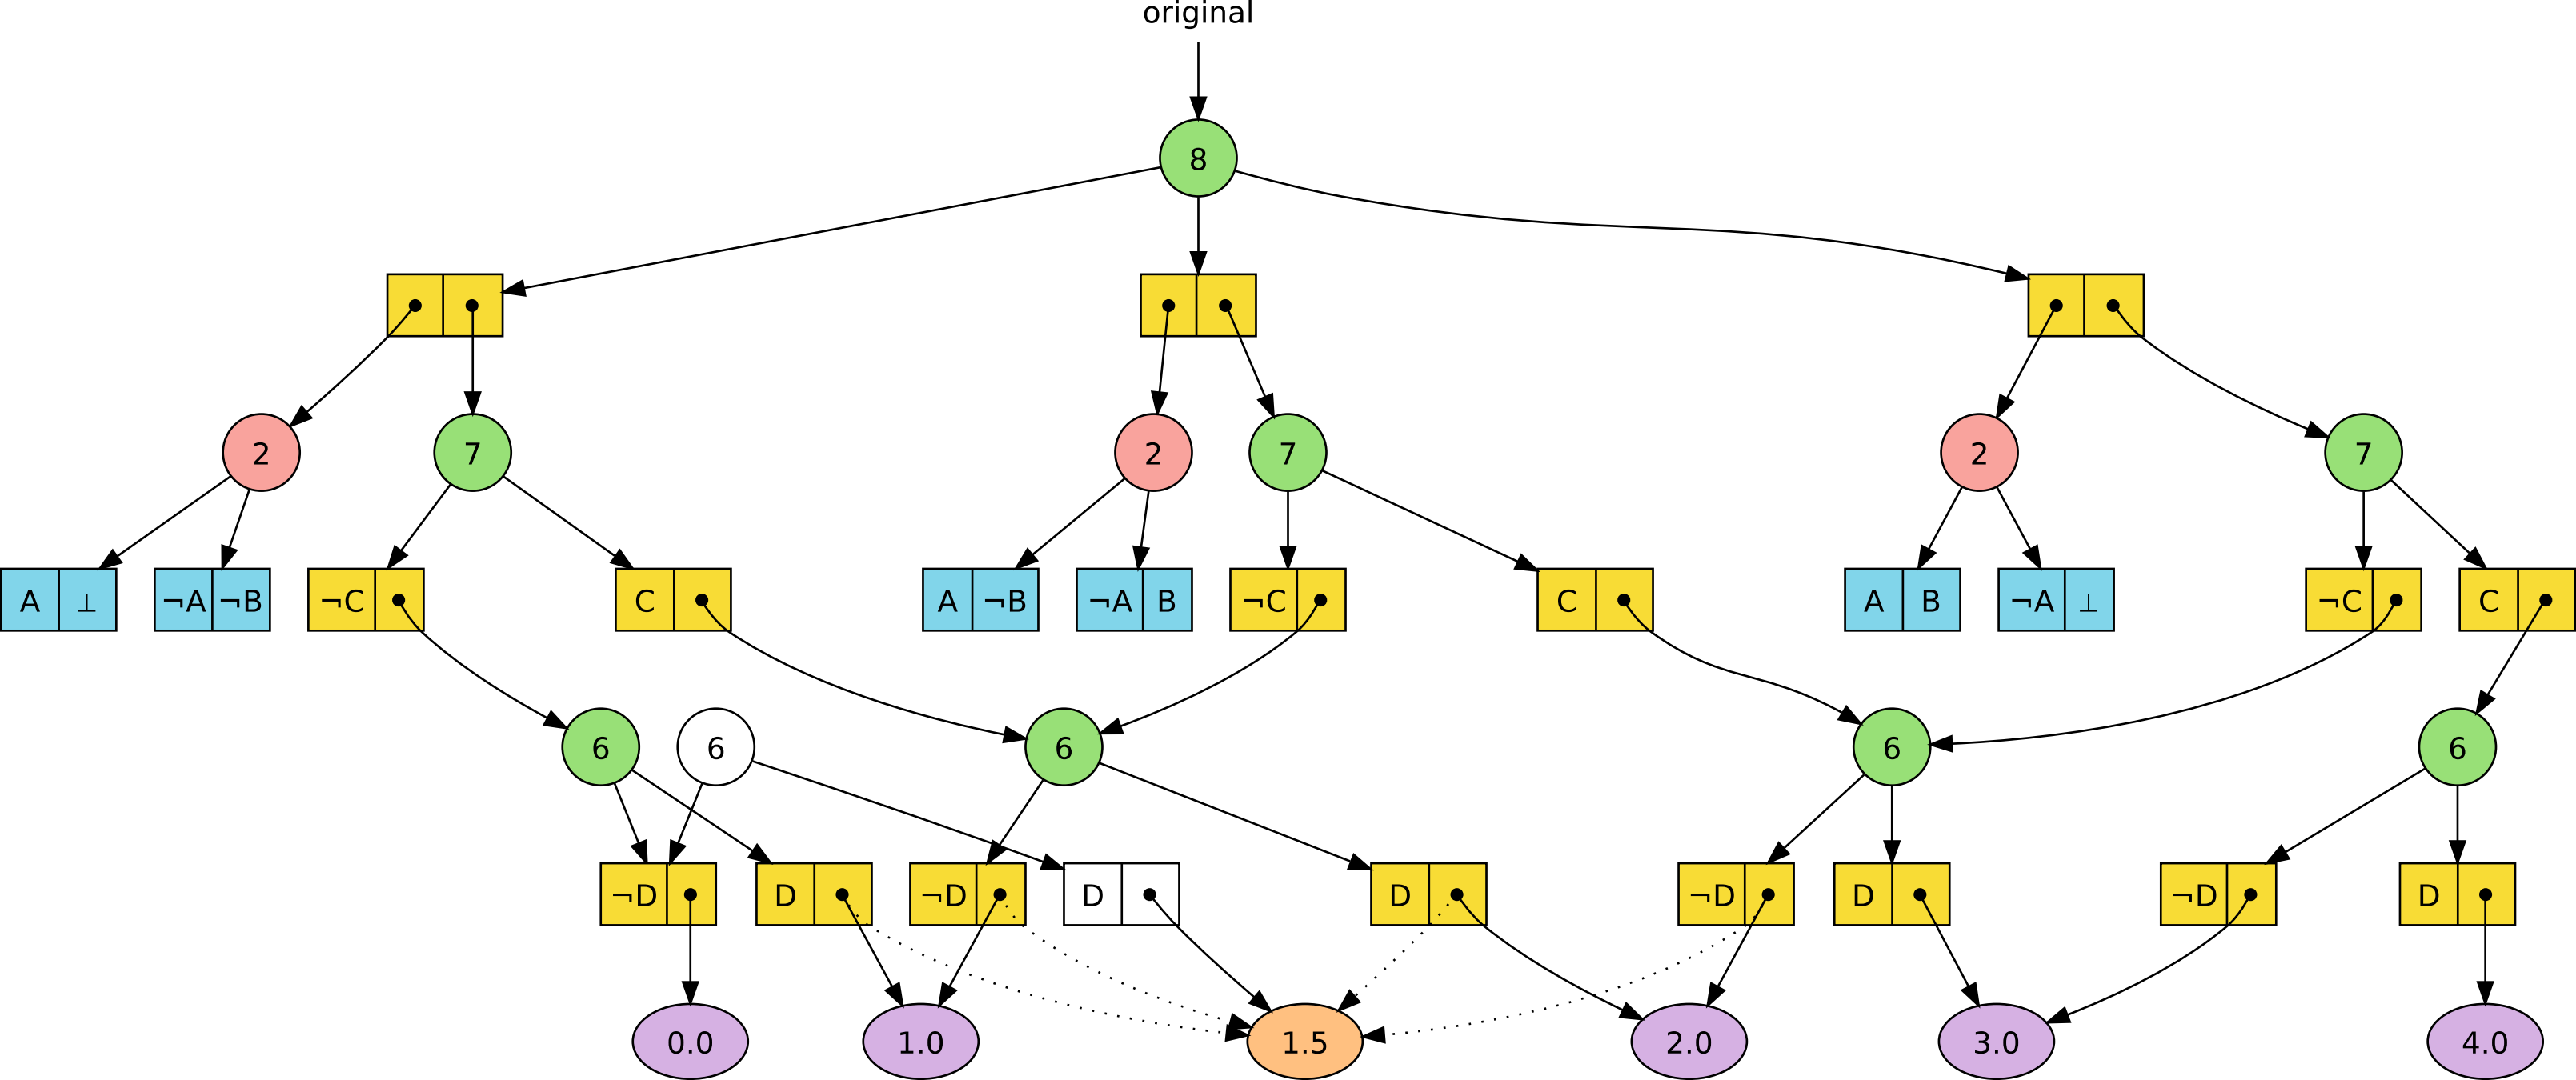 original
8
2 7 2 7 2 7
A ⊥ ¬A ¬B ¬C C A ¬B ¬A B ¬C C A B ¬A ⊥ ¬C C
6 6 6 6 6
¬D D ¬D D D ¬D D ¬D D
0.0 1.0 1.5 2.0 3.0 4.0